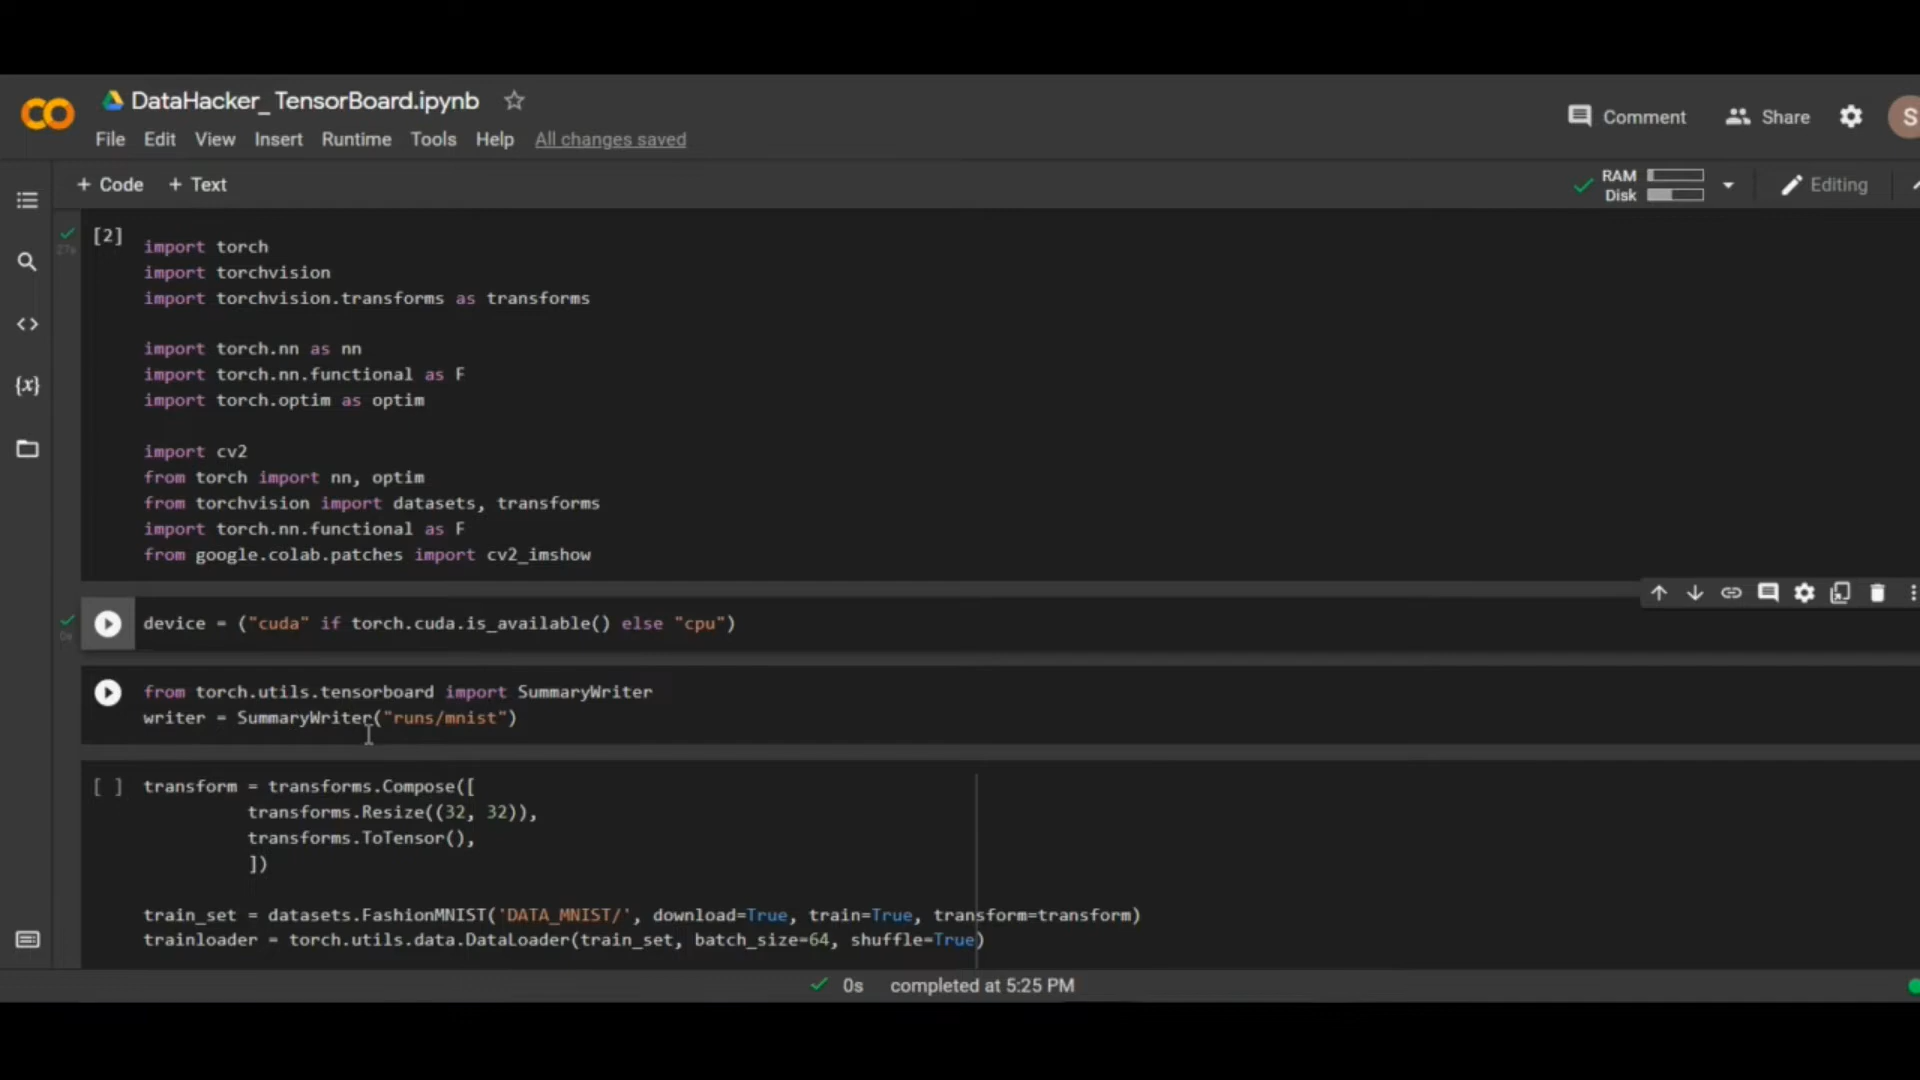 DataHacker_ TensorBoard.ipynb
File Edit View Insert Runtime Tools Help All changes saved
Comment Share S
+ Code + Text
RAM
Disk
Editing
[2]
27s
import torch
import torchvision
import torchvision.transforms as transforms
import torch.nn as nn
import torch.nn.functional as F
import torch.optim as optim
import cv2
from torch import nn, optim
from torchvision import datasets, transforms
import torch.nn.functional as F
from google.colab.patches import cv2_imshow
0s
device = ("cuda" if torch.cuda.is_available() else "cpu")
from torch.utils.tensorboard import SummaryWriter
writer = SummaryWriter("runs/mnist")
[ ]
transform = transforms.Compose([
transforms.Resize((32, 32)),
transforms.ToTensor(),
])
train_set = datasets.FashionMNIST('DATA_MNIST/', download=True, train=True, transform=transform)
trainloader = torch.utils.data.DataLoader(train_set, batch_size=64, shuffle=True)
0s completed at 5:25 PM